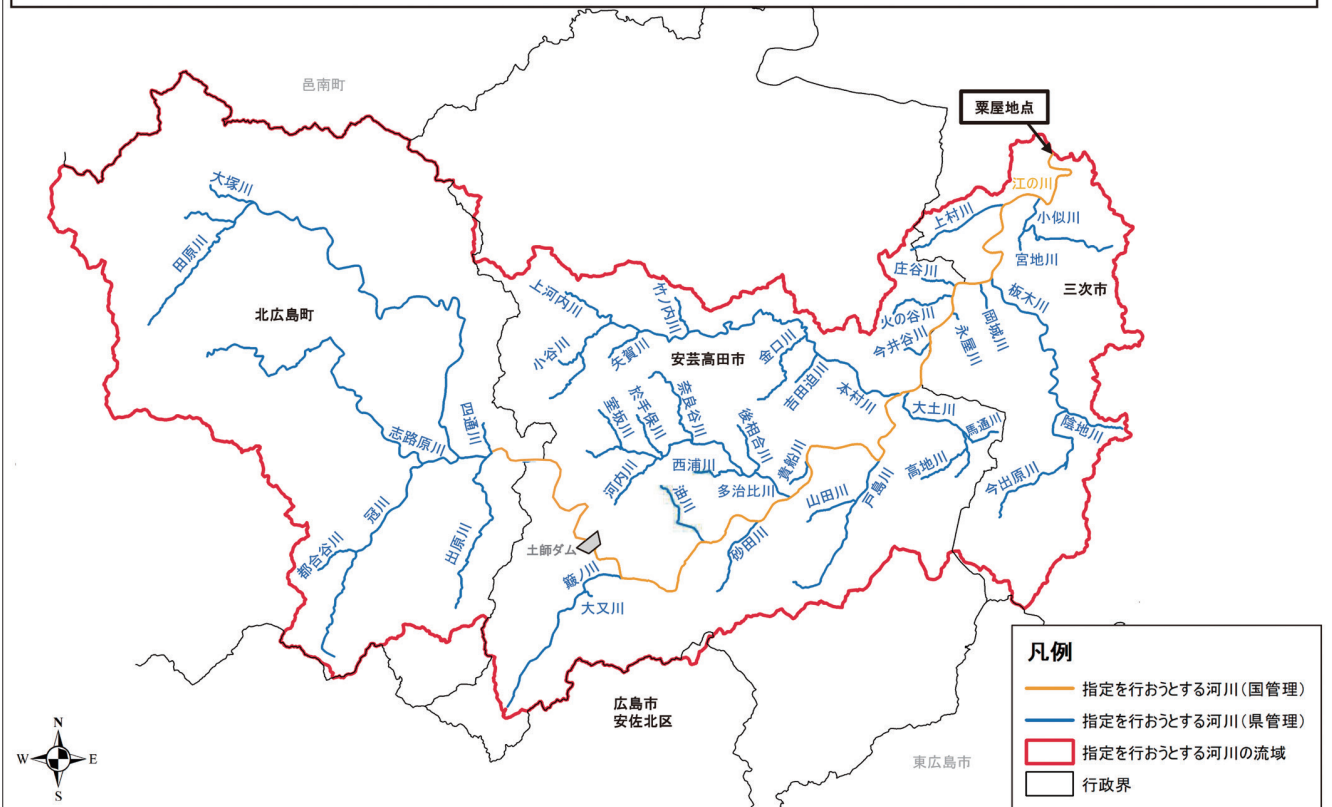 邑南町
粟屋地点
江の川
大塚川
上村川
小似川
田原川
宮地川
庄谷川
三次市
上河内川
竹ノ内川
板木川
北広島町
火の谷川
岡城川
永屋川
今井谷川
小谷川
矢賀川
安芸高田市
金口川
吉田迫川
本村川
奈良谷川
於手保川
室坂川
四通川
後相合川
大土川
馬通川
陰地川
志路原川
西浦川
貴船川
高地川
河内川
油川
多治比川
山田川
戸島川
今出原川
冠川
出原川
都合谷川
土師ダム
砂田川
簸ノ川
大又川
広島市
安佐北区
東広島市
凡例
指定を行おうとする河川(国管理)
指定を行おうとする河川(県管理)
指定を行おうとする河川の流域
行政界
N
W
E
S